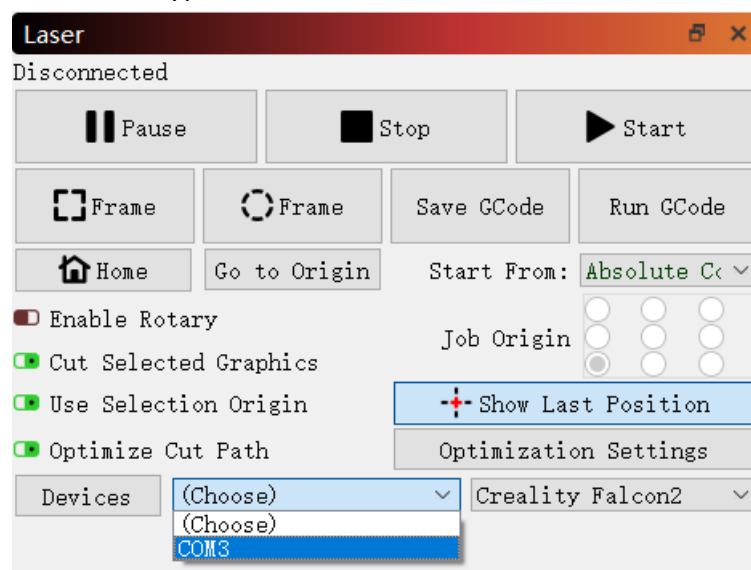 Laser
Disconnected
Pause Stop Start
Frame Frame Save GCode Run GCode
Home Go to Origin Start From: Absolute Co
Enable Rotary
Job Origin
Cut Selected Graphics
Use Selection Origin Show Last Position
Optimize Cut Path Optimization Settings
Devices (Choose) Creality Falcon2
(Choose)
COM3